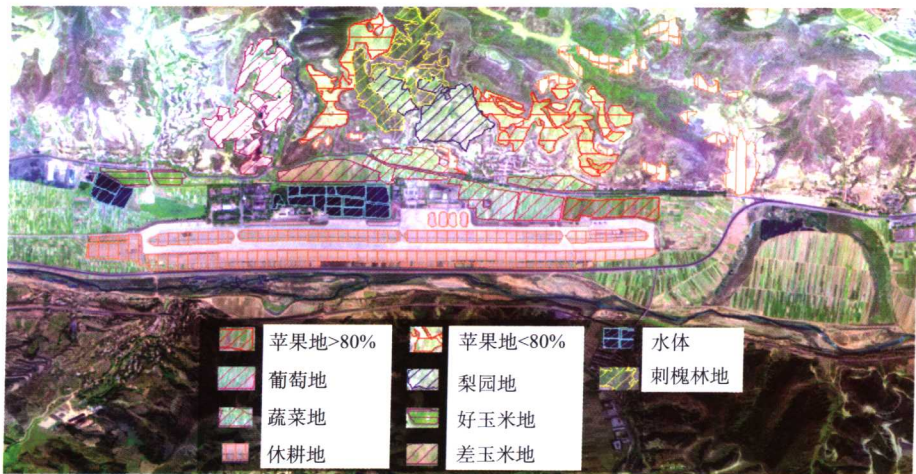 苹果地>80%
苹果地<80%
水体
葡萄地
梨园地
刺槐林地
蔬菜地
好玉米地
休耕地
差玉米地